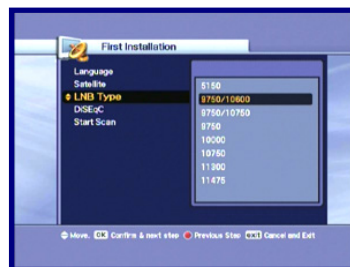 First Installation
Language
Satellite
LNB Type
DiSEqC
Start Scan
5150
9750/10600
9750/10750
9750
10000
10750
11300
11475
Move. OK Confirm & next step Previous Step exit Cancel and Exit